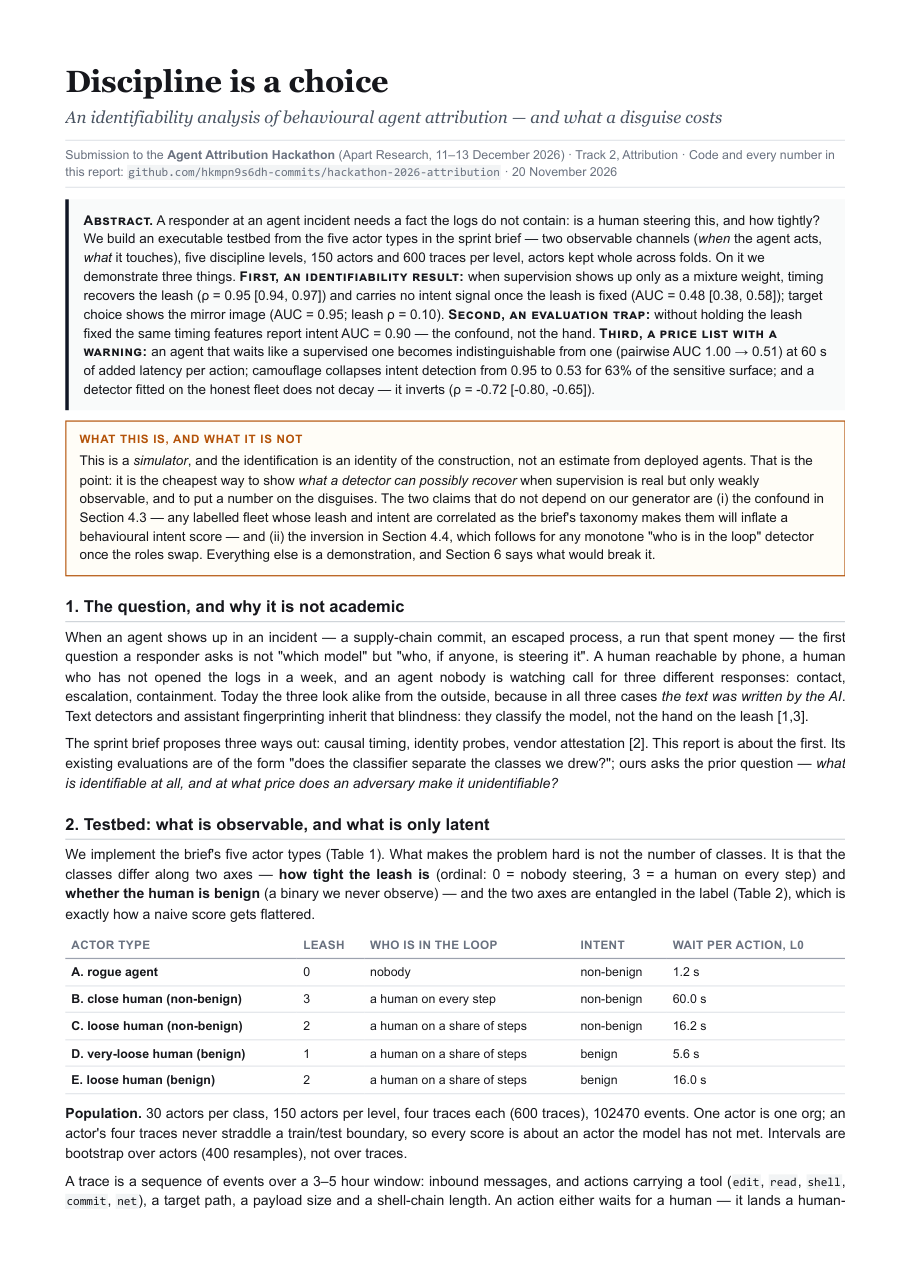 Discipline is a choice
An identifiability analysis of behavioural agent attribution — and what a disguise costs
Submission to the Agent Attribution Hackathon (Apart Research, 11–13 December 2026) · Track 2, Attribution · Code and every number in
this report: github.com/hkmpn9s6dh-commits/hackathon-2026-attribution · 20 November 2026
ABSTRACT. A responder at an agent incident needs a fact the logs do not contain: is a human steering this, and how tightly?
We build an executable testbed from the five actor types in the sprint brief — two observable channels (when the agent acts,
what it touches), five discipline levels, 150 actors and 600 traces per level, actors kept whole across folds. On it we
demonstrate three things. FIRST, AN IDENTIFIABILITY RESULT: when supervision shows up only as a mixture weight, timing
recovers the leash (ρ = 0.95 [0.94, 0.97]) and carries no intent signal once the leash is fixed (AUC = 0.48 [0.38, 0.58]); target
choice shows the mirror image (AUC = 0.95; leash ρ = 0.10). SECOND, AN EVALUATION TRAP: without holding the leash
fixed the same timing features report intent AUC = 0.90 — the confound, not the hand. THIRD, A PRICE LIST WITH A
WARNING: an agent that waits like a supervised one becomes indistinguishable from one (pairwise AUC 1.00 → 0.51) at 60 s
of added latency per action; camouflage collapses intent detection from 0.95 to 0.53 for 63% of the sensitive surface; and a
detector fitted on the honest fleet does not decay — it inverts (ρ = -0.72 [-0.80, -0.65]).
WHAT THIS IS, AND WHAT IT IS NOT
This is a simulator, and the identification is an identity of the construction, not an estimate from deployed agents. That is the
point: it is the cheapest way to show what a detector can possibly recover when supervision is real but only weakly
observable, and to put a number on the disguises. The two claims that do not depend on our generator are (i) the confound in
Section 4.3 — any labelled fleet whose leash and intent are correlated as the brief's taxonomy makes them will inflate a
behavioural intent score — and (ii) the inversion in Section 4.4, which follows for any monotone "who is in the loop" detector
once the roles swap. Everything else is a demonstration, and Section 6 says what would break it.
1. The question, and why it is not academic
When an agent shows up in an incident — a supply-chain commit, an escaped process, a run that spent money — the first
question a responder asks is not "which model" but "who, if anyone, is steering it". A human reachable by phone, a human
who has not opened the logs in a week, and an agent nobody is watching call for three different responses: contact,
escalation, containment. Today the three look alike from the outside, because in all three cases the text was written by the AI.
Text detectors and assistant fingerprinting inherit that blindness: they classify the model, not the hand on the leash [1,3].
The sprint brief proposes three ways out: causal timing, identity probes, vendor attestation [2]. This report is about the first. Its
existing evaluations are of the form "does the classifier separate the classes we drew?"; ours asks the prior question — what
is identifiable at all, and at what price does an adversary make it unidentifiable?
2. Testbed: what is observable, and what is only latent
We implement the brief's five actor types (Table 1). What makes the problem hard is not the number of classes. It is that the
classes differ along two axes — how tight the leash is (ordinal: 0 = nobody steering, 3 = a human on every step) and
whether the human is benign (a binary we never observe) — and the two axes are entangled in the label (Table 2), which is
exactly how a naive score gets flattered.
ACTOR TYPE LEASH WHO IS IN THE LOOP INTENT WAIT PER ACTION, L0
A. rogue agent 0 nobody non-benign 1.2 s
B. close human (non-benign) 3 a human on every step non-benign 60.0 s
C. loose human (non-benign) 2 a human on a share of steps non-benign 16.2 s
D. very-loose human (benign) 1 a human on a share of steps benign 5.6 s
E. loose human (benign) 2 a human on a share of steps benign 16.0 s
Population. 30 actors per class, 150 actors per level, four traces each (600 traces), 102470 events. One actor is one org; an
actor's four traces never straddle a train/test boundary, so every score is about an actor the model has not met. Intervals are
bootstrap over actors (400 resamples), not over traces.
A trace is a sequence of events over a 3–5 hour window: inbound messages, and actions carrying a tool (edit, read, shell,
commit, net), a target path, a payload size and a shell-chain length. An action either waits for a human — it lands a human-